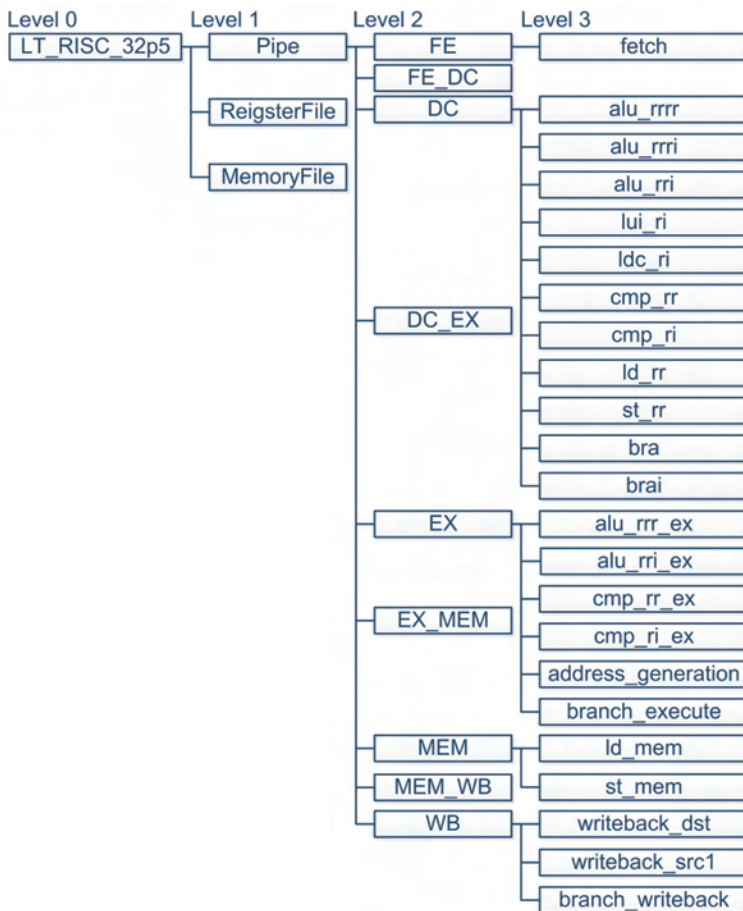 Level 0 Level 1 Level 2 Level 3
LT_RISC_32p5 Pipe FE fetch
FE_DC
ReigsterFile DC alu_rrrr
alu_rrri
MemoryFile alu_rri
lui_ri
ldc_ri
DC_EX cmp_rr
cmp_ri
ld_rr
st_rr
bra
brai
EX alu_rrr_ex
alu_rri_ex
EX_MEM cmp_rr_ex
cmp_ri_ex
address_generation
branch_execute
MEM ld_mem
MEM_WB st_mem
WB writeback_dst
writeback_src1
branch_writeback